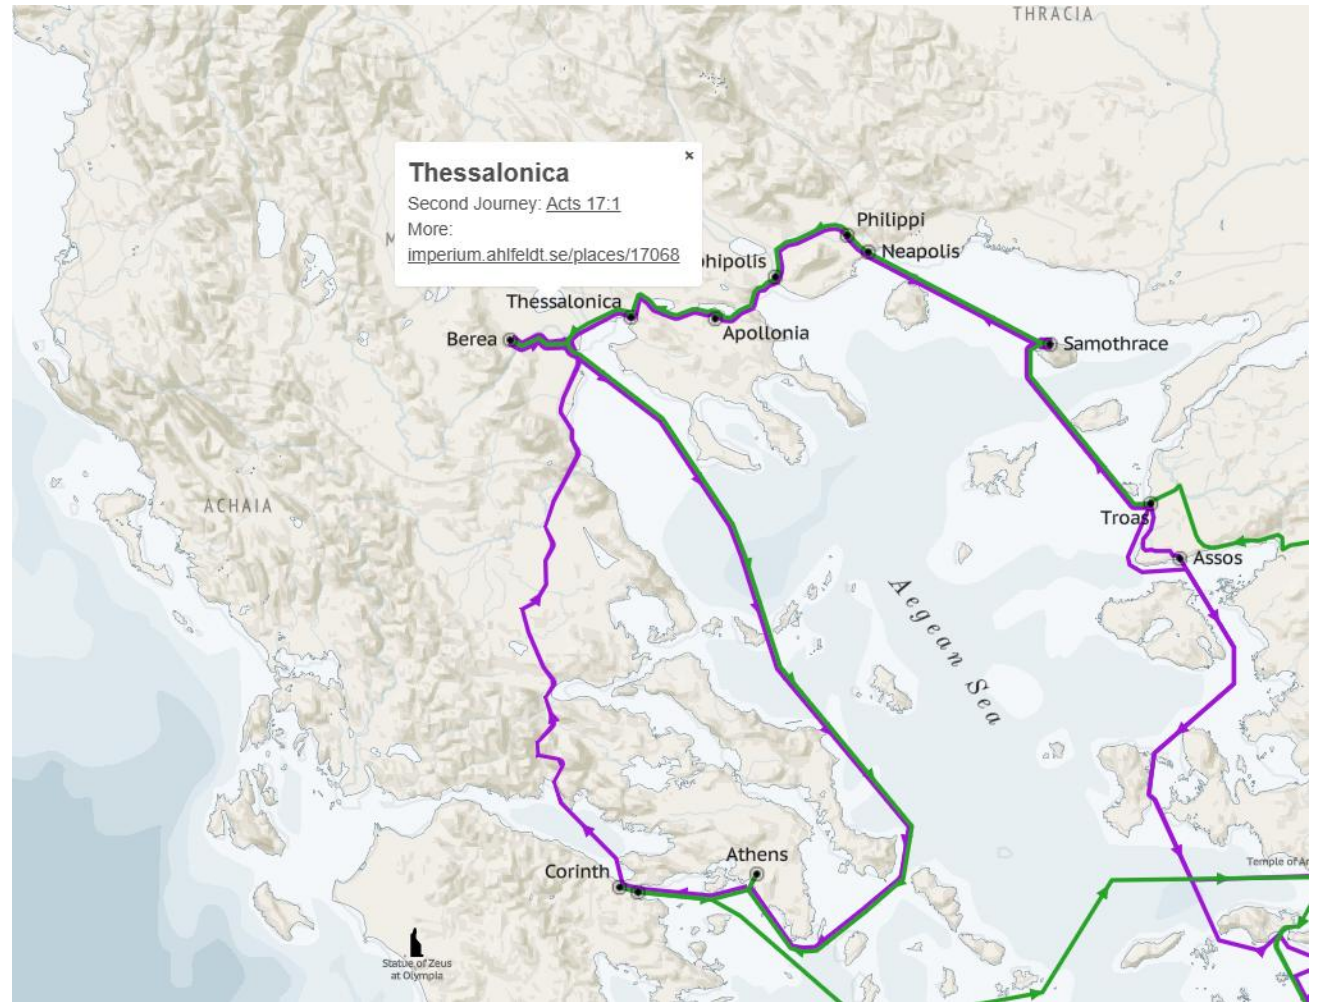 THRACIA
×
Thessalonica
Second Journey: Acts 17:1
More:
imperium.ahlfeldt.se/places/17068
Philippi
Neapolis
Thessalonica
Apollonia
Berea
Samothrace
ACHAIA
Troas
Assos
Aegean Sea
Athens
Corinth
Temple of Ar
Statue of Zeus
at Olympia